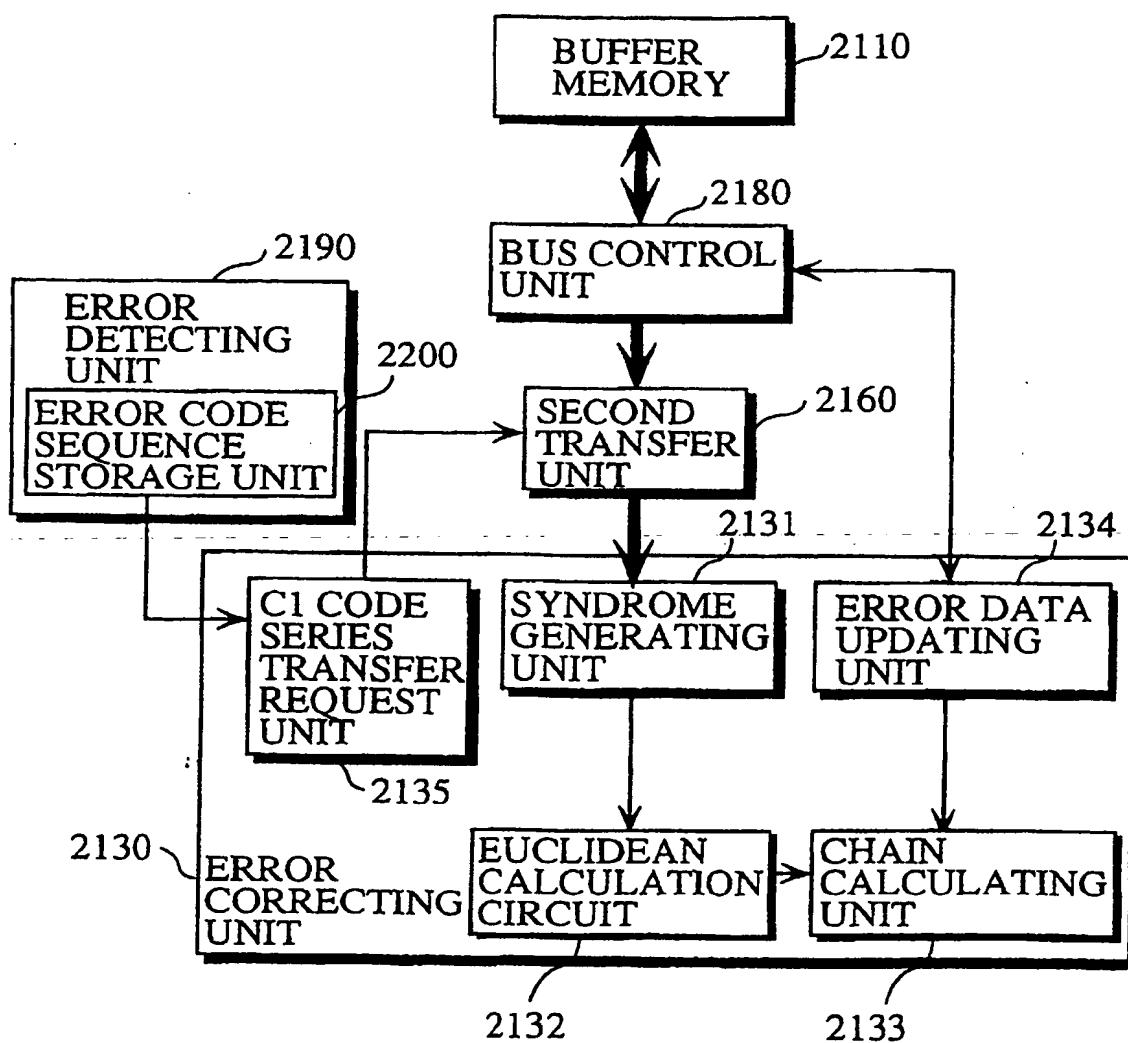 BUFFER
MEMORY
2110
2180
BUS CONTROL
UNIT
2190
ERROR
DETECTING
UNIT
2200
ERROR CODE
SEQUENCE
STORAGE UNIT
SECOND
TRANSFER
UNIT
2160
2131
2134
C1 CODE
SERIES
TRANSFER
REQUEST
UNIT
2135
SYNDROME
GENERATING
UNIT
ERROR DATA
UPDATING
UNIT
2130
ERROR
CORRECTING
UNIT
EUCLIDEAN
CALCULATION
CIRCUIT
CHAIN
CALCULATING
UNIT
2132
2133